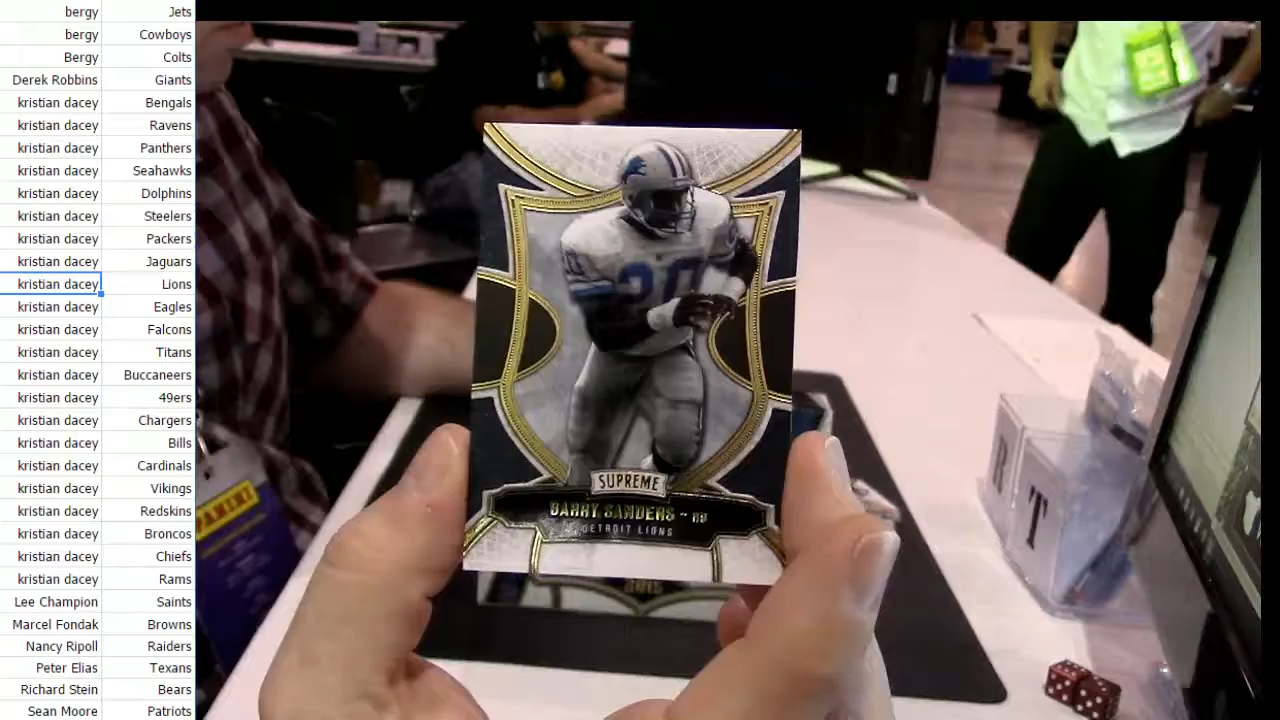 bergy Jets
bergy Cowboys
Bergy Colts
Derek Robbins Giants
kristian dacey Bengals
kristian dacey Ravens
kristian dacey Panthers
kristian dacey Seahawks
kristian dacey Dolphins
kristian dacey Steelers
kristian dacey Packers
kristian dacey Jaguars
kristian dacey Lions
kristian dacey Eagles
kristian dacey Falcons
kristian dacey Titans
kristian dacey Buccaneers
kristian dacey 49ers
kristian dacey Chargers
kristian dacey Bills
kristian dacey Cardinals
kristian dacey Vikings
kristian dacey Redskins
kristian dacey Broncos
kristian dacey Chiefs
kristian dacey Rams
Lee Champion Saints
Marcel Fondak Browns
Nancy Ripoll Raiders
Peter Elias Texans
Richard Stein Bears
Sean Moore Patriots
20
SUPREME
BARRY SANDERS - RB
DETROIT LIONS
2015
PANINI
R
T